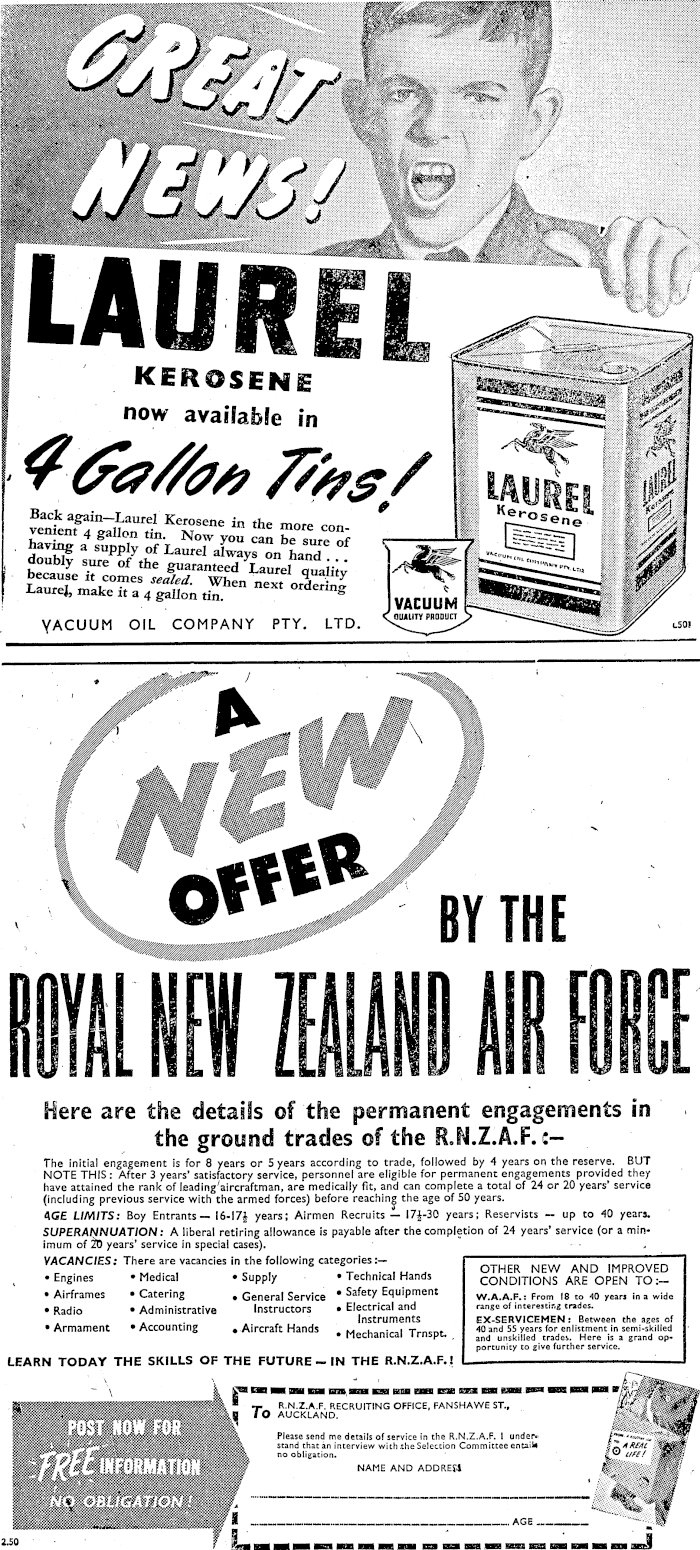 GREAT
NEWS!
LAUREL
KEROSENE
now available in
4 Gallon Tins!
Back again—Laurel Kerosene in the more con-
venient 4 gallon tin. Now you can be sure of
having a supply of Laurel always on hand . . .
doubly sure of the guaranteed Laurel quality
because it comes sealed. When next ordering
Laurel, make it a 4 gallon tin.
VACUUM OIL COMPANY PTY. LTD.
LAUREL
Kerosene
VACUUM OIL COMPANY PTY. LTD.
LAUREL
Kerosene
VACUUM
QUALITY PRODUCT
L50!
A
NEW
OFFER
BY THE
ROYAL NEW ZEALAND AIR FORCE
Here are the details of the permanent engagements in
the ground trades of the R.N.Z.A.F. :—
The initial engagement is for 8 years or 5 years according to trade, followed by 4 years on the reserve. BUT
NOTE THIS: After 3 years' satisfactory service, personnel are eligible for permanent engagements provided they
have attained the rank of leading aircraftman, are medically fit, and can complete a total of 24 or 20 years' service
(including previous service with the armed forces) before reaching the age of 50 years.
AGE LIMITS: Boy Entrants — 16-17½ years; Airmen Recruits — 17½-30 years; Reservists — up to 40 years.
SUPERANNUATION: A liberal retiring allowance is payable after the completion of 24 years' service (or a min-
imum of 20 years' service in special cases).
VACANCIES: There are vacancies in the following categories:—
• Engines
• Airframes
• Radio
• Armament
• Medical
• Catering
• Administrative
• Accounting
• Supply
• General Service
Instructors
• Aircraft Hands
• Technical Hands
• Safety Equipment
• Electrical and
Instruments
• Mechanical Trnspt.
OTHER NEW AND IMPROVED
CONDITIONS ARE OPEN TO:—
W.A.A.F.: From 18 to 40 years in a wide
range of interesting trades.
EX-SERVICEMEN: Between the ages of
40 and 55 years for enlistment in semi-skilled
and unskilled trades. Here is a grand op-
portunity to give further service.
LEARN TODAY THE SKILLS OF THE FUTURE — IN THE R.N.Z.A.F.!
POST NOW FOR
FREE INFORMATION
NO OBLIGATION!
To R.N.Z.A.F. RECRUITING OFFICE, FANSHAWE ST.,
AUCKLAND.
Please send me details of service in the R.N.Z.A.F. I under-
stand that an interview with the Selection Committee entails
no obligation.
NAME AND ADDRESS
AGE
A REAL
LIFE!
2.50